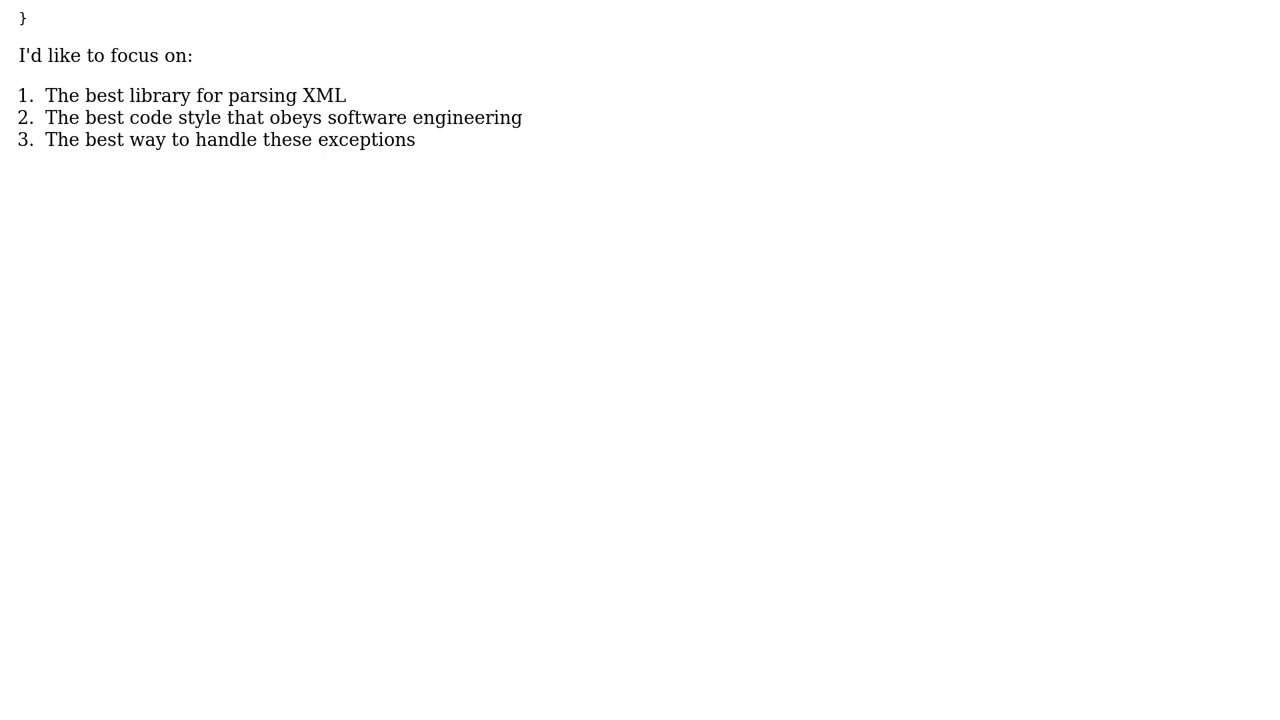 }
I'd like to focus on:
1. The best library for parsing XML
2. The best code style that obeys software engineering
3. The best way to handle these exceptions